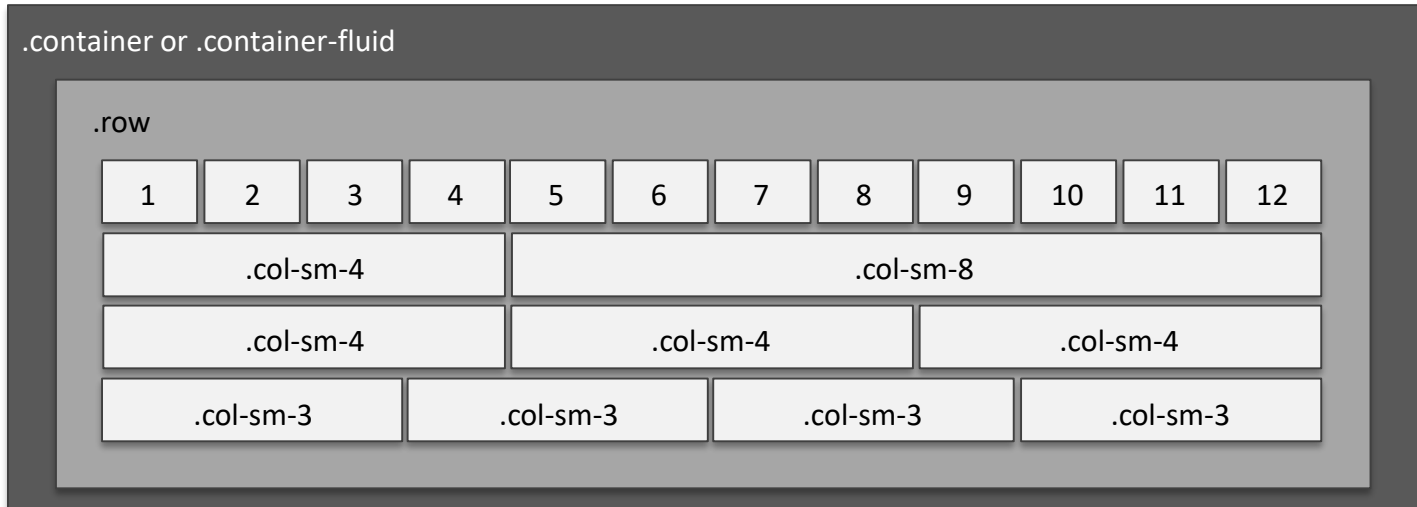 .container or .container-fluid
.row
1 2 3 4 5 6 7 8 9 10 11 12
.col-sm-4 .col-sm-8
.col-sm-4 .col-sm-4 .col-sm-4
.col-sm-3 .col-sm-3 .col-sm-3 .col-sm-3